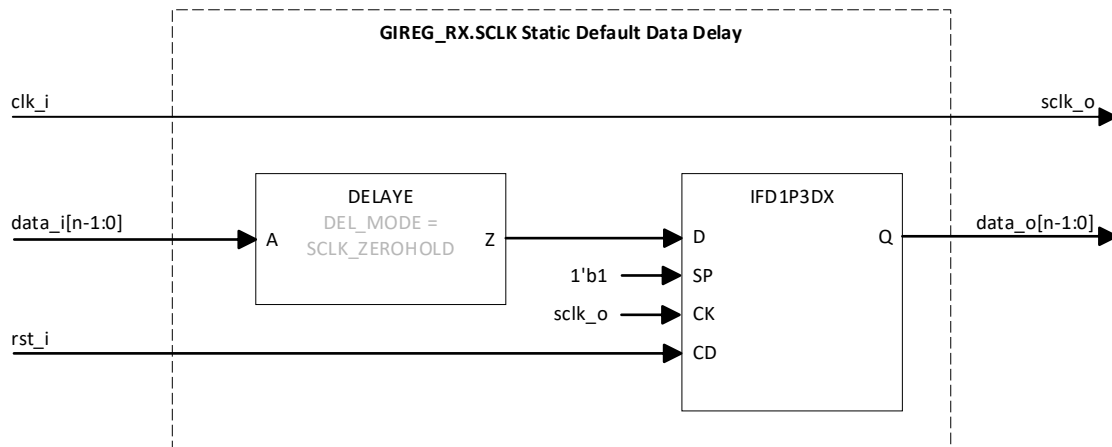 GIREG_RX.SCLK Static Default Data Delay
clk_i
sclk_o
DELAYE
DEL_MODE =
SCLK_ZEROHOLD
IFD1P3DX
data_i[n-1:0]
A
Z
D
Q
data_o[n-1:0]
1'b1
SP
sclk_o
CK
rst_i
CD